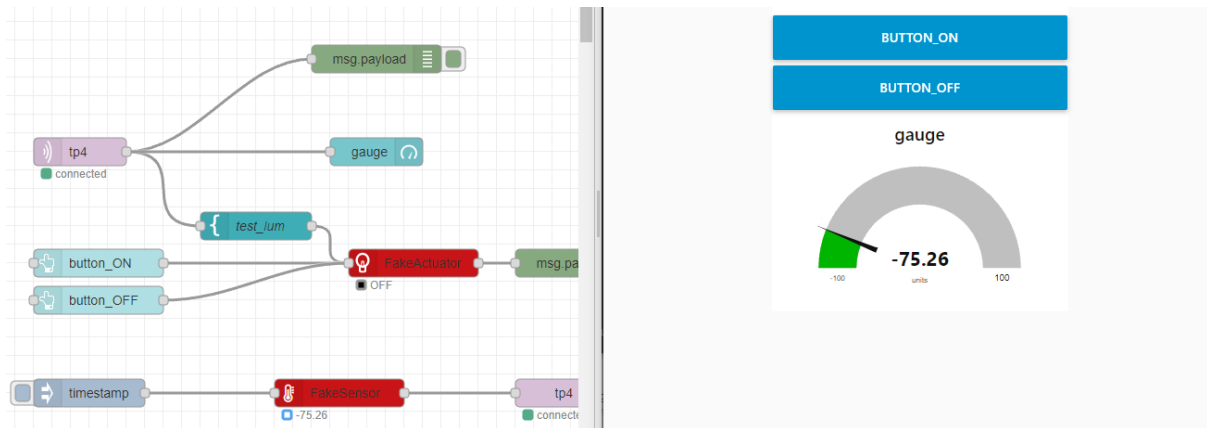 msg.payload
tp4
connected
gauge
test_lum
button_ON
button_OFF
FakeActuator
OFF
msg.pa
timestamp
FakeSensor
-75.26
tp4
connecte
BUTTON_ON
BUTTON_OFF
gauge
-75.26
-100
units
100